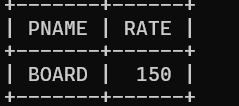 +-------+------+
| PNAME | RATE |
+-------+------+
| BOARD |  150 |
+-------+------+